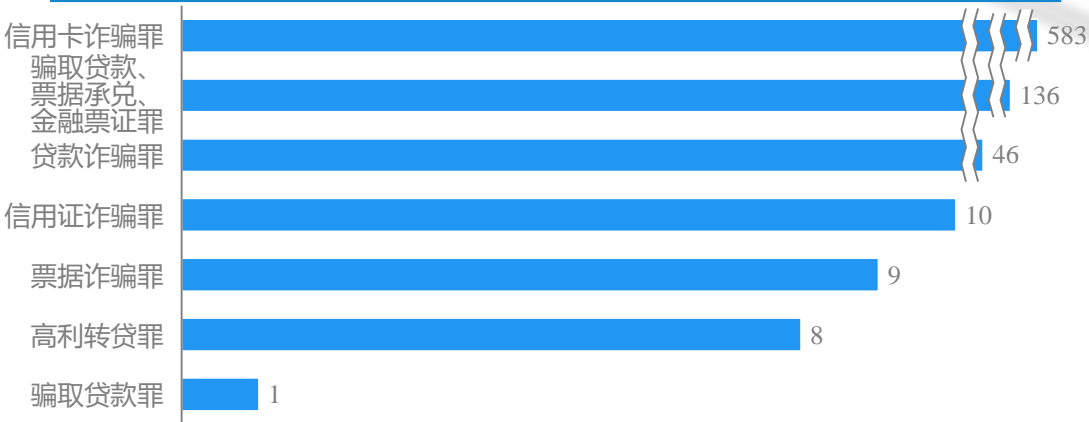 信用卡诈骗罪
583
骗取贷款、
票据承兑、
金融票证罪
136
贷款诈骗罪
46
信用证诈骗罪
10
票据诈骗罪
9
高利转贷罪
8
骗取贷款罪
1